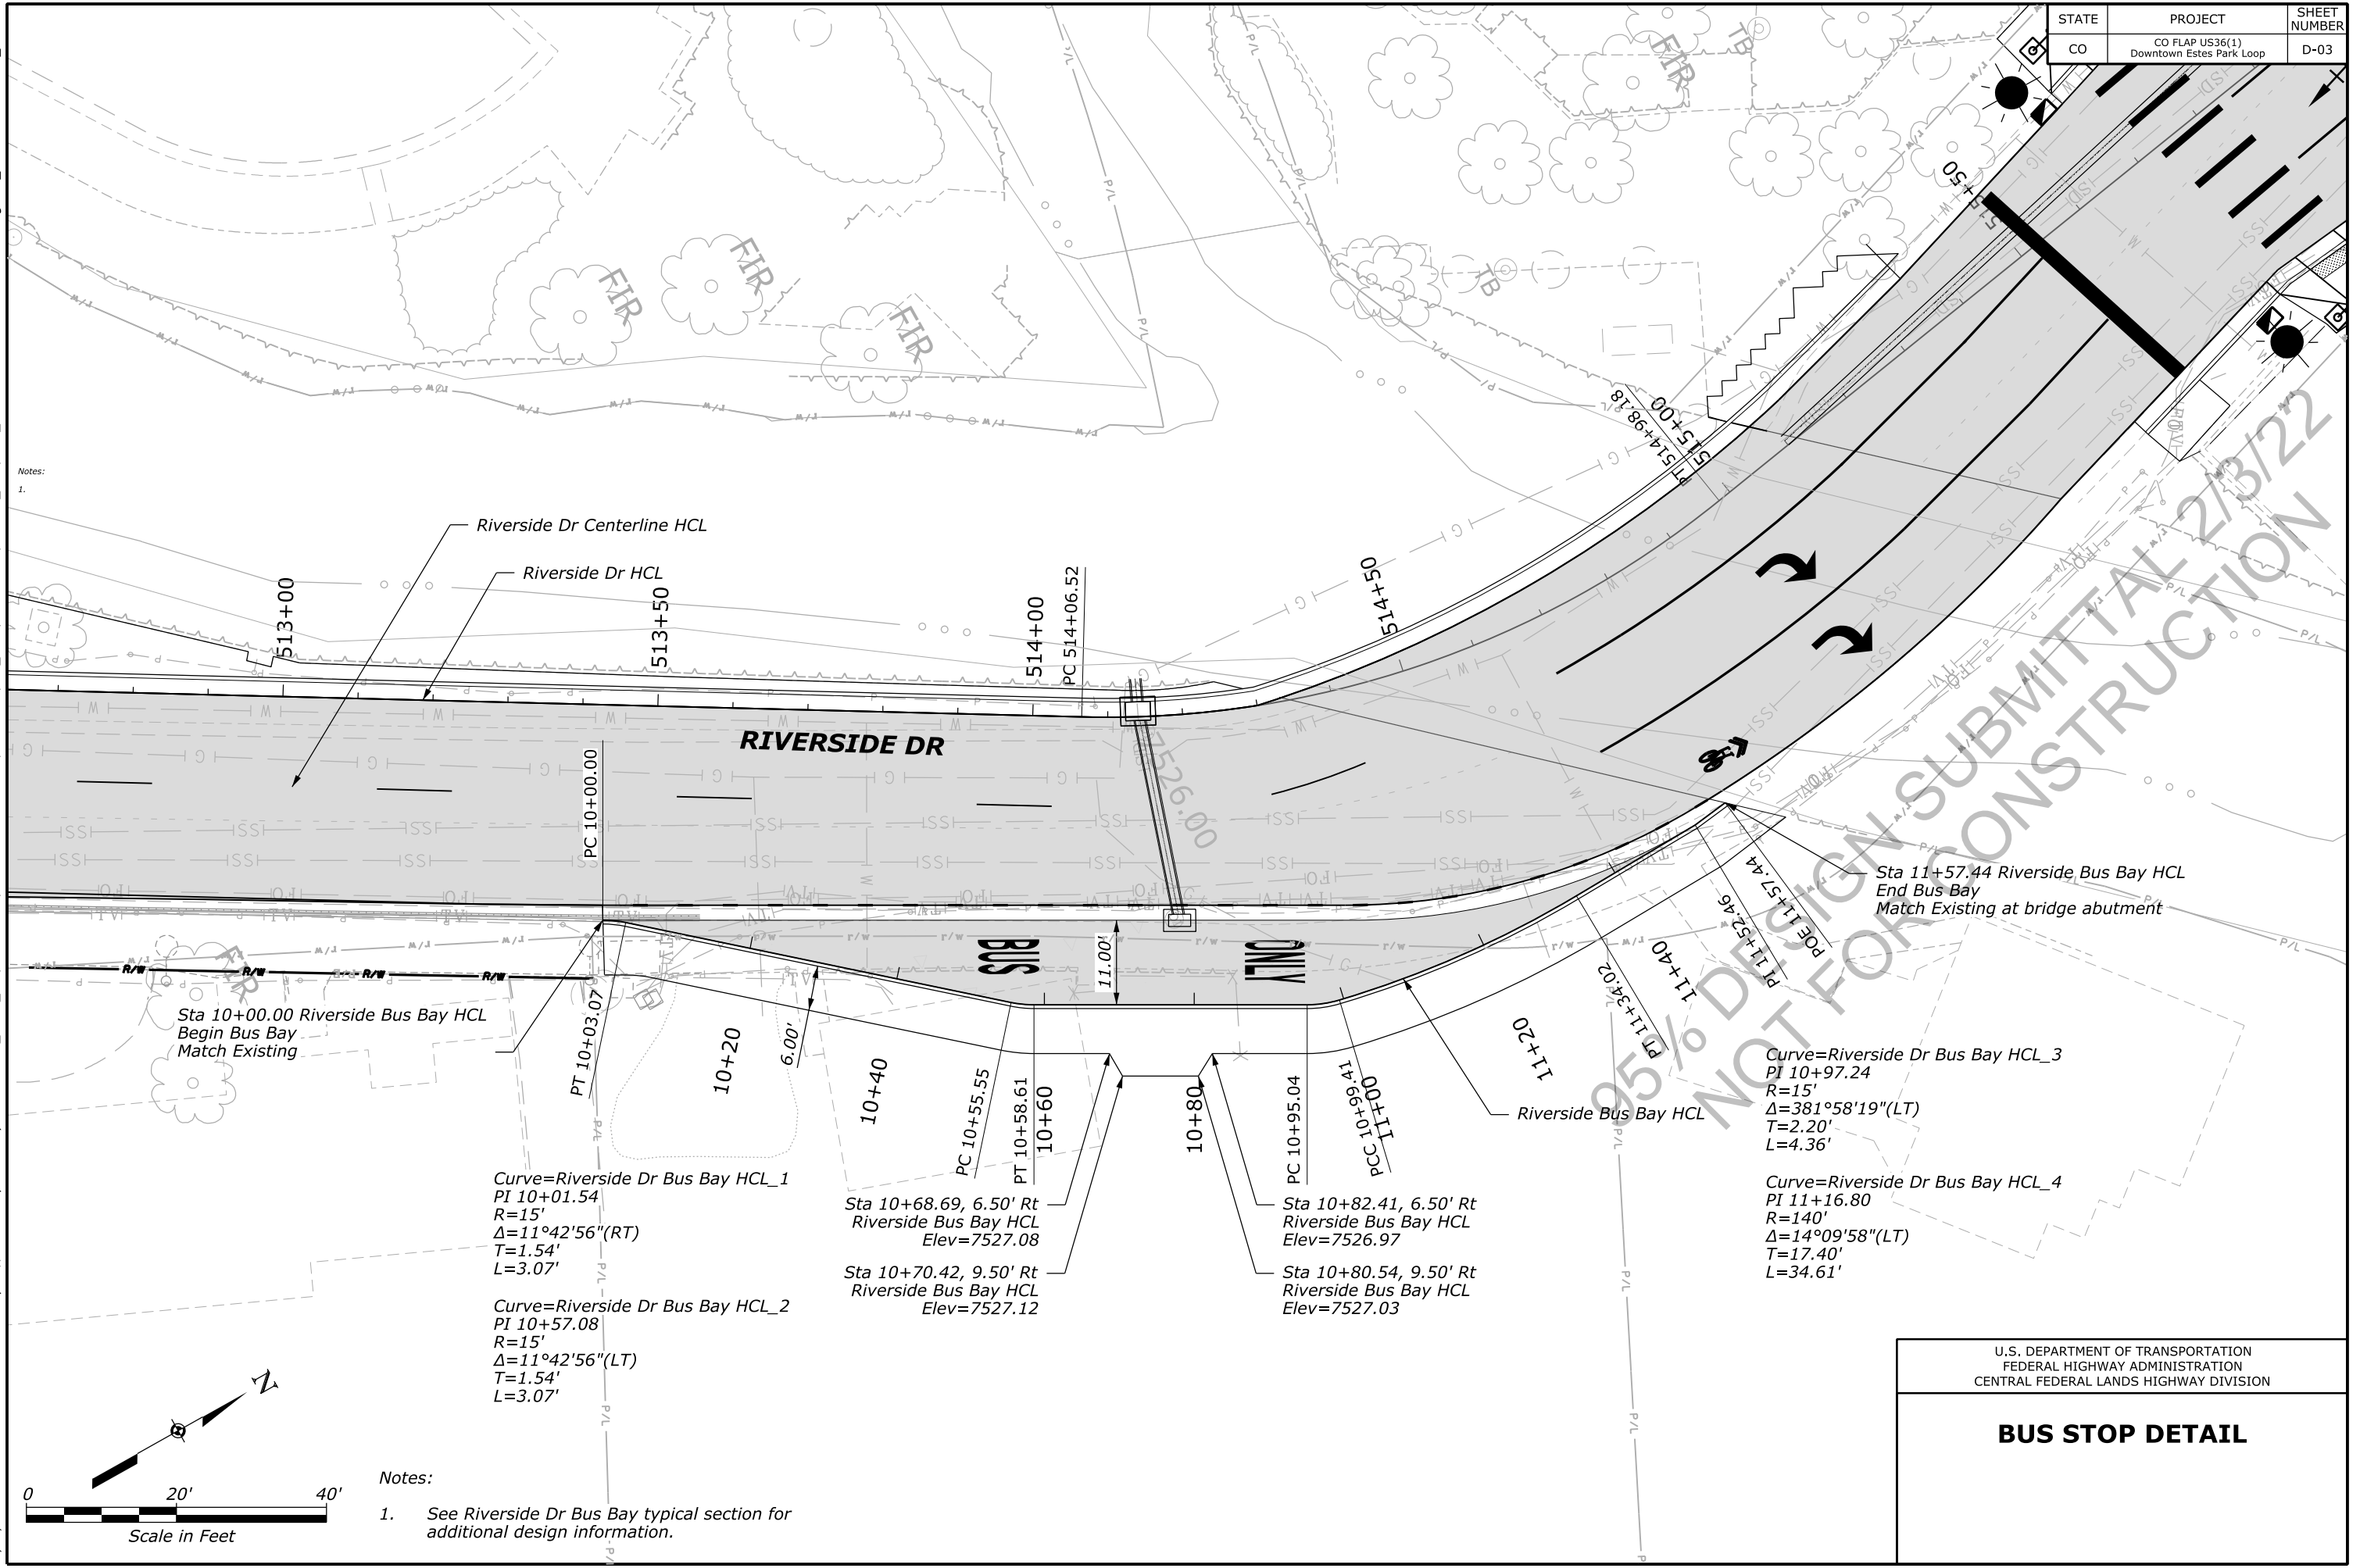 STATE
PROJECT
SHEET
NUMBER
CO
CO FLAP US36(1)
Downtown Estes Park Loop
D-03
FIR
TB
FIR
FIR
FIR
TB
515+50
PT 514+98.18
515+00
Notes:
1.
Riverside Dr Centerline HCL
Riverside Dr HCL
513+00
513+50
514+00
PC 514+06.52
514+50
RIVERSIDE DR
7526.00
PC 10+00.00
95% DESIGN SUBMITTAL 2/3/22
NOT FOR CONSTRUCTION
FIR
BUS
ONLY
11.00'
6.00'
R/W R/W R/W R/W
Sta 10+00.00 Riverside Bus Bay HCL
Begin Bus Bay
Match Existing
Sta 11+57.44 Riverside Bus Bay HCL
End Bus Bay
Match Existing at bridge abutment
PT 10+03.07
10+20
10+40
PC 10+55.55
PT 10+58.61
10+60
10+80
PC 10+95.04
PCC 10+99.41
11+00
11+20
PT 11+34.02
11+40
PI 11+52.46
POE 11+57.44
Riverside Bus Bay HCL
Curve=Riverside Dr Bus Bay HCL_1
PI 10+01.54
R=15'
Δ=11°42'56"(RT)
T=1.54'
L=3.07'
Curve=Riverside Dr Bus Bay HCL_2
PI 10+57.08
R=15'
Δ=11°42'56"(LT)
T=1.54'
L=3.07'
Sta 10+68.69, 6.50' Rt
Riverside Bus Bay HCL
Elev=7527.08
Sta 10+70.42, 9.50' Rt
Riverside Bus Bay HCL
Elev=7527.12
Sta 10+82.41, 6.50' Rt
Riverside Bus Bay HCL
Elev=7526.97
Sta 10+80.54, 9.50' Rt
Riverside Bus Bay HCL
Elev=7527.03
Curve=Riverside Dr Bus Bay HCL_3
PI 10+97.24
R=15'
Δ=381°58'19"(LT)
T=2.20'
L=4.36'
Curve=Riverside Dr Bus Bay HCL_4
PI 11+16.80
R=140'
Δ=14°09'58"(LT)
T=17.40'
L=34.61'
N
0 20' 40'
Scale in Feet
Notes:
1. See Riverside Dr Bus Bay typical section for
additional design information.
U.S. DEPARTMENT OF TRANSPORTATION
FEDERAL HIGHWAY ADMINISTRATION
CENTRAL FEDERAL LANDS HIGHWAY DIVISION
BUS STOP DETAIL